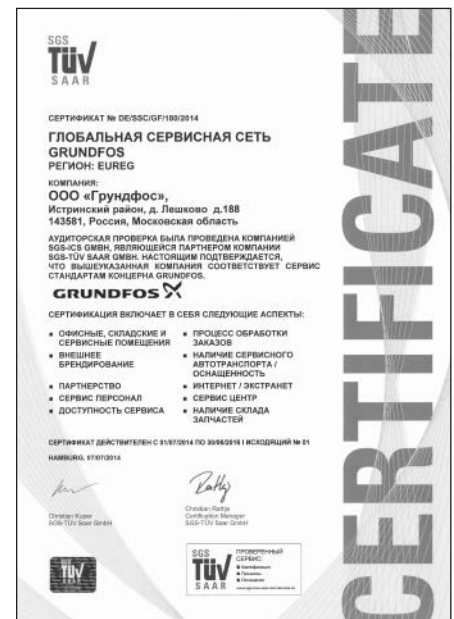 SGS
TÜV
SAAR
СЕРТИФИКАТ № DE/SSC/GF/180/2014
ГЛОБАЛЬНАЯ СЕРВИСНАЯ СЕТЬ
GRUNDFOS
РЕГИОН: EUREG
КОМПАНИЯ:
ООО «Грундфос»,
Истринский район, д. Лешково д.188
143581, Россия, Московская область
АУДИТОРСКАЯ ПРОВЕРКА БЫЛА ПРОВЕДЕНА КОМПАНИЕЙ
SGS-ICS GMBH, ЯВЛЯЮЩЕЙСЯ ПАРТНЕРОМ КОМПАНИИ
SGS-TÜV SAAR GMBH. НАСТОЯЩИМ ПОДТВЕРЖДАЕТСЯ,
ЧТО ВЫШЕУКАЗАННАЯ КОМПАНИЯ СООТВЕТСТВУЕТ СЕРВИС
СТАНДАРТАМ КОНЦЕРНА GRUNDFOS.
GRUNDFOS
СЕРТИФИКАЦИЯ ВКЛЮЧАЕТ В СЕБЯ СЛЕДУЮЩИЕ АСПЕКТЫ:
▪ ОФИСНЫЕ, СКЛАДСКИЕ И
СЕРВИСНЫЕ ПОМЕЩЕНИЯ
▪ ВНЕШНЕЕ
БРЕНДИРОВАНИЕ
▪ ПАРТНЕРСТВО
▪ СЕРВИС ПЕРСОНАЛ
▪ ДОСТУПНОСТЬ СЕРВИСА
▪ ПРОЦЕСС ОБРАБОТКИ
ЗАКАЗОВ
▪ НАЛИЧИЕ СЕРВИСНОГО
АВТОТРАНСПОРТА /
ОСНАЩЕННОСТЬ
▪ ИНТЕРНЕТ / ЭКСТРАНЕТ
▪ СЕРВИС ЦЕНТР
▪ НАЛИЧИЕ СКЛАДА
ЗАПЧАСТЕЙ
СЕРТИФИКАТ ДЕЙСТВИТЕЛЕН С 01/07/2014 ПО 30/06/2016 I ИСХОДЯЩИЙ № 01
HAMBURG, 07/07/2014
Christian Kuper
SGS-TÜV Saar GmbH
Christian Rathje
Certification Manager
SGS-TÜV Saar GmbH
TÜV
SGS
TÜV
SAAR
ПРОВЕРЕННЫЙ
СЕРВИС:
CERTIFICATE